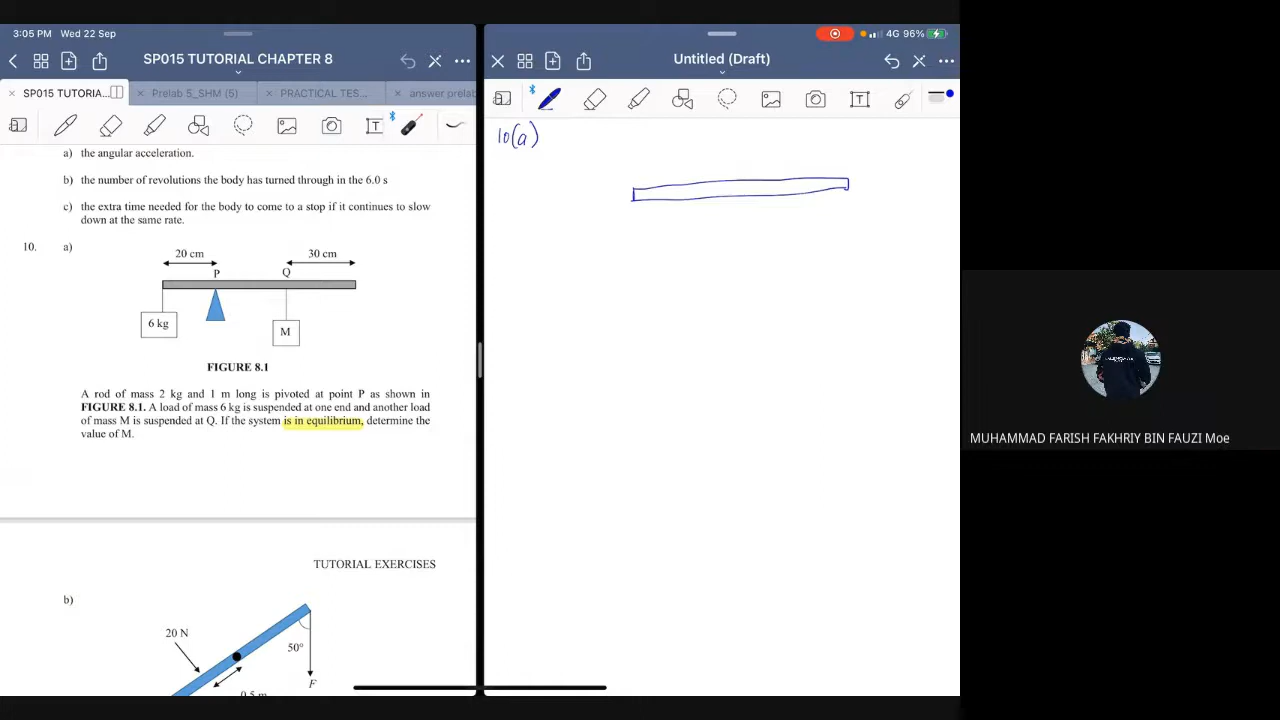 3:05 PM Wed 22 Sep
4G 96%
SP015 TUTORIAL CHAPTER 8
Untitled (Draft)
SP015 TUTORIA...
Prelab 5_SHM (5)
PRACTICAL TES...
answer prelab
10(a)
a) the angular acceleration.
b) the number of revolutions the body has turned through in the 6.0 s
c) the extra time needed for the body to come to a stop if it continues to slow
down at the same rate.
10. a)
20 cm 30 cm
P Q
6 kg
M
FIGURE 8.1
A rod of mass 2 kg and 1 m long is pivoted at point P as shown in
FIGURE 8.1. A load of mass 6 kg is suspended at one end and another load
of mass M is suspended at Q. If the system is in equilibrium, determine the
value of M.
TUTORIAL EXERCISES
b)
20 N
50°
F
0.5 m
MUHAMMAD FARISH FAKHRIY BIN FAUZI Moe